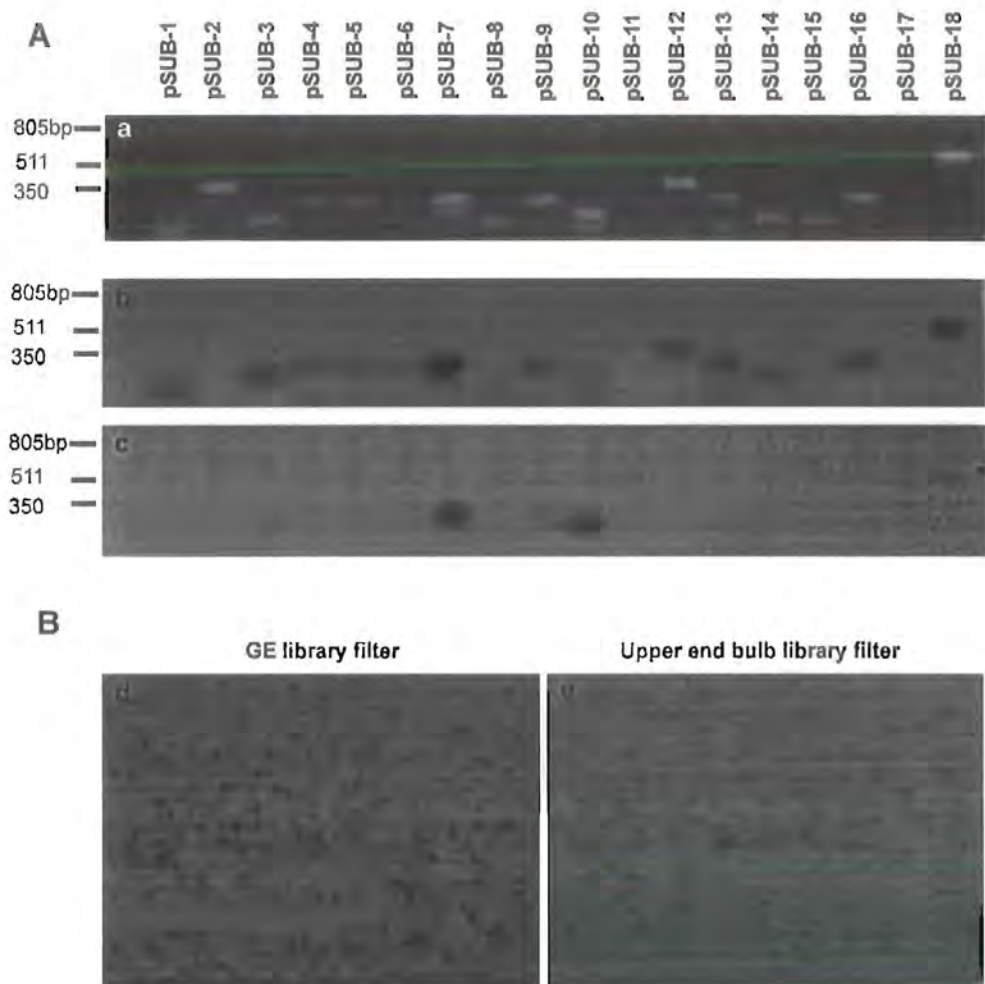 A
pSUB-1
pSUB-2
pSUB-3
pSUB-4
pSUB-5
pSUB-6
pSUB-7
pSUB-8
pSUB-9
pSUB-10
pSUB-11
pSUB-12
pSUB-13
pSUB-14
pSUB-15
pSUB-16
pSUB-17
pSUB-18
a
805bp
511
350
b
805bp
511
350
c
805bp
511
350
B
GE library filter
Upper end bulb library filter
d
e